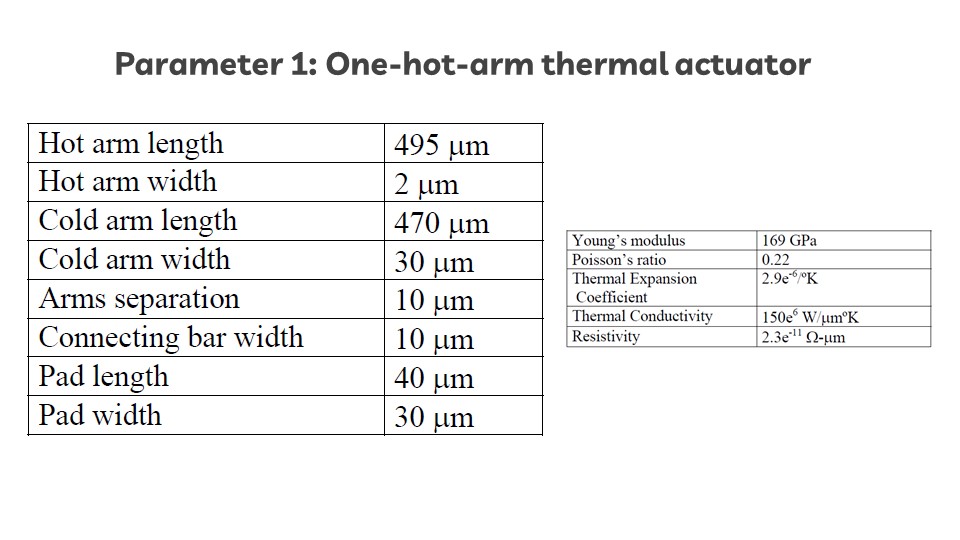 Parameter 1: One-hot-arm thermal actuator
Hot arm length 495 μm
Hot arm width 2 μm
Cold arm length 470 μm
Cold arm width 30 μm
Arms separation 10 μm
Connecting bar width 10 μm
Pad length 40 μm
Pad width 30 μm
Young's modulus 169 GPa
Poisson's ratio 0.22
Thermal Expansion 2.9e⁻⁶/ºK
Coefficient
Thermal Conductivity 150e⁶ W/μmºK
Resistivity 2.3e⁻¹¹ Ω-μm